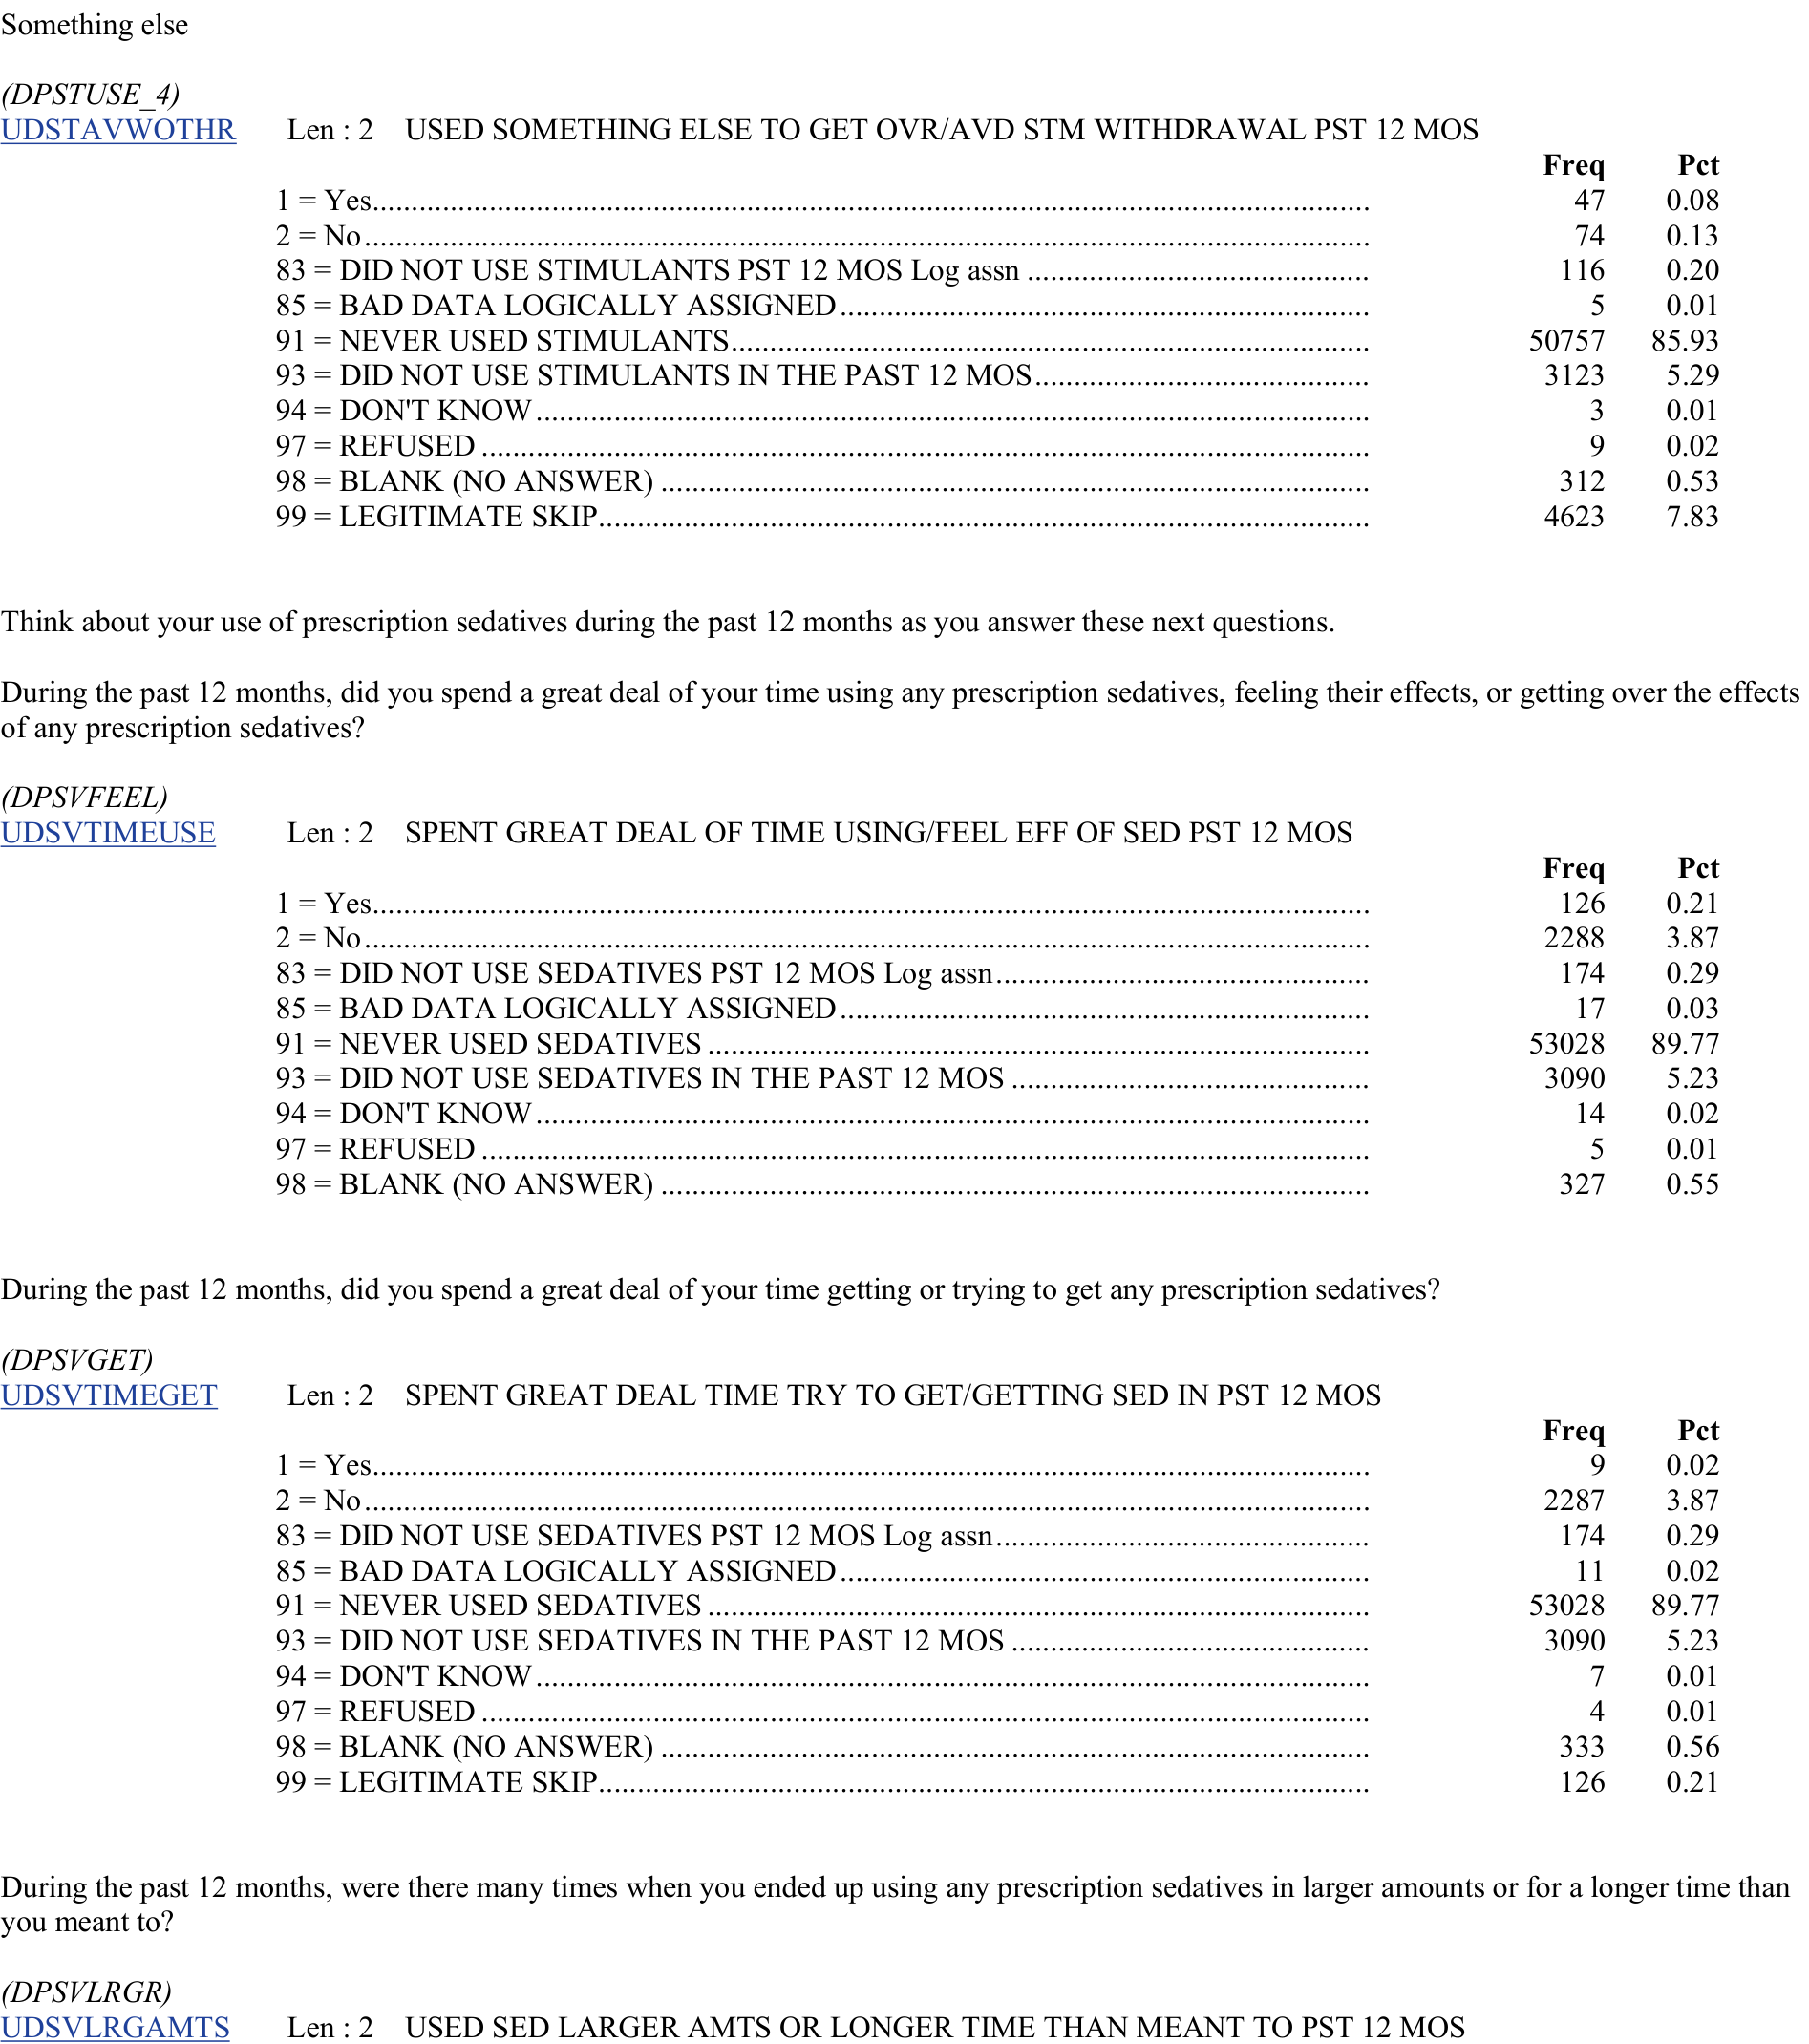 Something else
(DPSTUSE_4)
UDSTAVWOTHR Len : 2 USED SOMETHING ELSE TO GET OVR/AVD STM WITHDRAWAL PST 12 MOS
Freq Pct
1 = Yes 47 0.08
2 = No 74 0.13
83 = DID NOT USE STIMULANTS PST 12 MOS Log assn 116 0.20
85 = BAD DATA LOGICALLY ASSIGNED 5 0.01
91 = NEVER USED STIMULANTS 50757 85.93
93 = DID NOT USE STIMULANTS IN THE PAST 12 MOS 3123 5.29
94 = DON'T KNOW 3 0.01
97 = REFUSED 9 0.02
98 = BLANK (NO ANSWER) 312 0.53
99 = LEGITIMATE SKIP 4623 7.83
Think about your use of prescription sedatives during the past 12 months as you answer these next questions.
During the past 12 months, did you spend a great deal of your time using any prescription sedatives, feeling their effects, or getting over the effects
of any prescription sedatives?
(DPSVFEEL)
UDSVTIMEUSE Len : 2 SPENT GREAT DEAL OF TIME USING/FEEL EFF OF SED PST 12 MOS
Freq Pct
1 = Yes 126 0.21
2 = No 2288 3.87
83 = DID NOT USE SEDATIVES PST 12 MOS Log assn 174 0.29
85 = BAD DATA LOGICALLY ASSIGNED 17 0.03
91 = NEVER USED SEDATIVES 53028 89.77
93 = DID NOT USE SEDATIVES IN THE PAST 12 MOS 3090 5.23
94 = DON'T KNOW 14 0.02
97 = REFUSED 5 0.01
98 = BLANK (NO ANSWER) 327 0.55
During the past 12 months, did you spend a great deal of your time getting or trying to get any prescription sedatives?
(DPSVGET)
UDSVTIMEGET Len : 2 SPENT GREAT DEAL TIME TRY TO GET/GETTING SED IN PST 12 MOS
Freq Pct
1 = Yes 9 0.02
2 = No 2287 3.87
83 = DID NOT USE SEDATIVES PST 12 MOS Log assn 174 0.29
85 = BAD DATA LOGICALLY ASSIGNED 11 0.02
91 = NEVER USED SEDATIVES 53028 89.77
93 = DID NOT USE SEDATIVES IN THE PAST 12 MOS 3090 5.23
94 = DON'T KNOW 7 0.01
97 = REFUSED 4 0.01
98 = BLANK (NO ANSWER) 333 0.56
99 = LEGITIMATE SKIP 126 0.21
During the past 12 months, were there many times when you ended up using any prescription sedatives in larger amounts or for a longer time than
you meant to?
(DPSVLRGR)
UDSVLRGAMTS Len : 2 USED SED LARGER AMTS OR LONGER TIME THAN MEANT TO PST 12 MOS